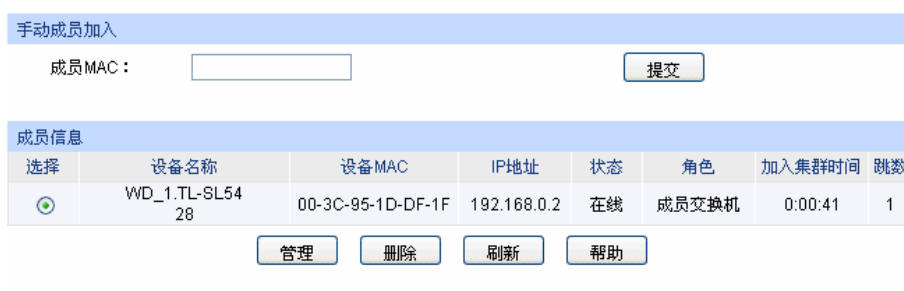 手动成员加入
成员MAC： 提交
成员信息
选择 设备名称 设备MAC IP地址 状态 角色 加入集群时间 跳数
WD_1.TL-SL54
28 00-3C-95-1D-DF-1F 192.168.0.2 在线 成员交换机 0:00:41 1
管理 删除 刷新 帮助